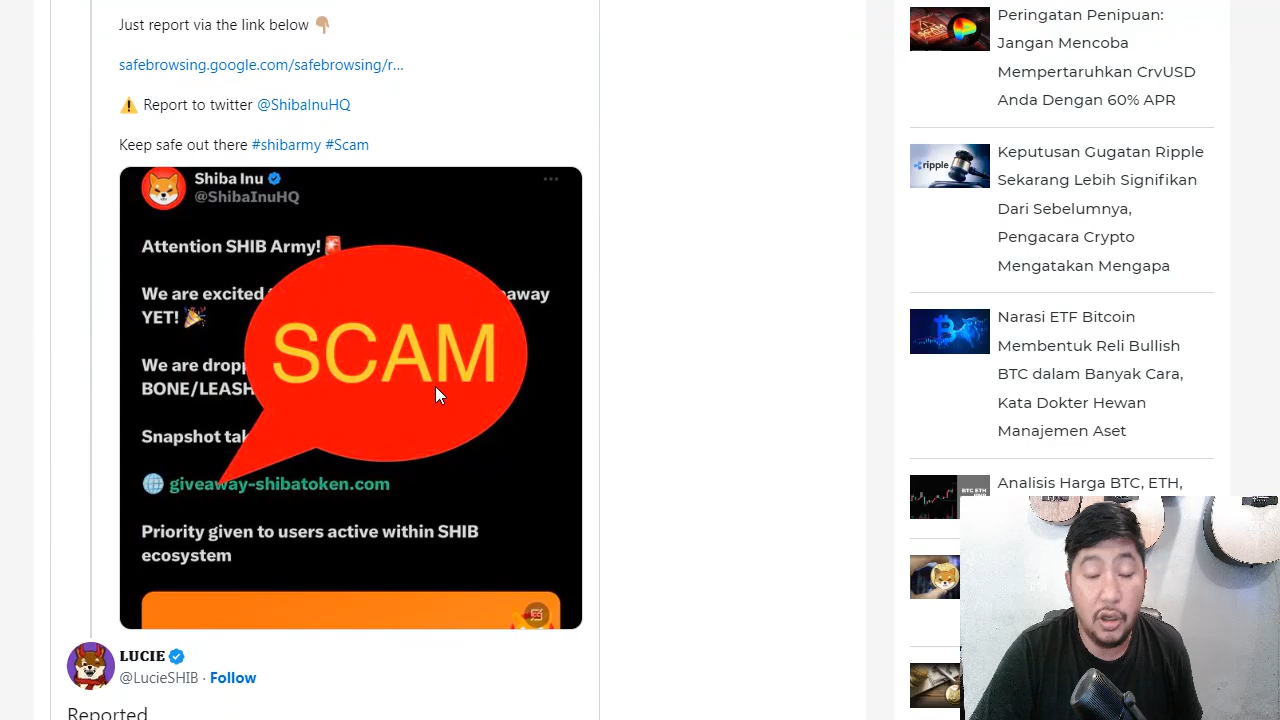 Just report via the link below
safebrowsing.google.com/safebrowsing/r...
Report to twitter @ShibaInuHQ
Keep safe out there #shibarmy #Scam
Shiba Inu
@ShibaInuHQ
Attention SHIB Army!
We are excited
away
YET!
We are
BONE/LEASH
Snapshot
SCAM
giveaway-shibatoken.com
Priority given to users active within SHIB
ecosystem
LUCIE
@LucieSHIB · Follow
Reported
SCAM
Peringatan Penipuan:
Jangan Mencoba
Mempertaruhkan CrvUSD
Anda Dengan 60% APR
ripple
Keputusan Gugatan Ripple
Sekarang Lebih Signifikan
Dari Sebelumnya,
Pengacara Crypto
Mengatakan Mengapa
Narasi ETF Bitcoin
Membentuk Reli Bullish
BTC dalam Banyak Cara,
Kata Dokter Hewan
Manajemen Aset
BTC ETH
Analisis Harga BTC, ETH,